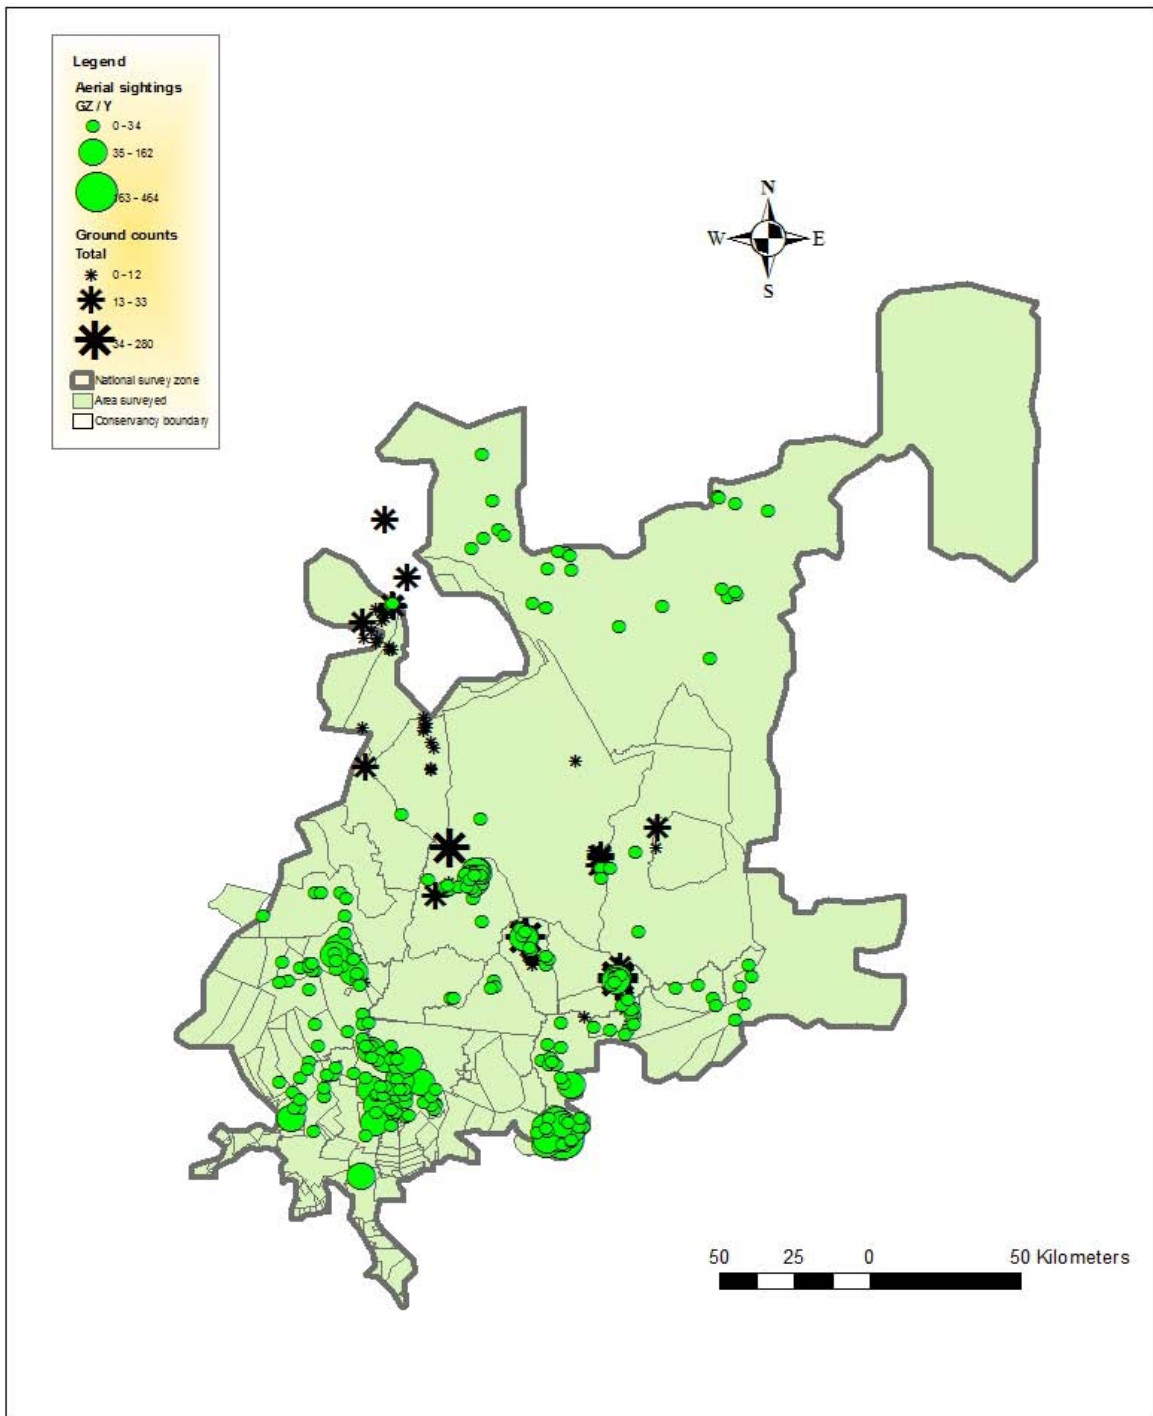 Legend
Aerial sightings
GZ / Y
0 - 34
35 - 162
163 - 464
Ground counts
Total
0 - 12
13 - 33
34 - 280
National survey zone
Area surveyed
Conservancy boundary
N
W E
S
50 25 0 50 Kilometers